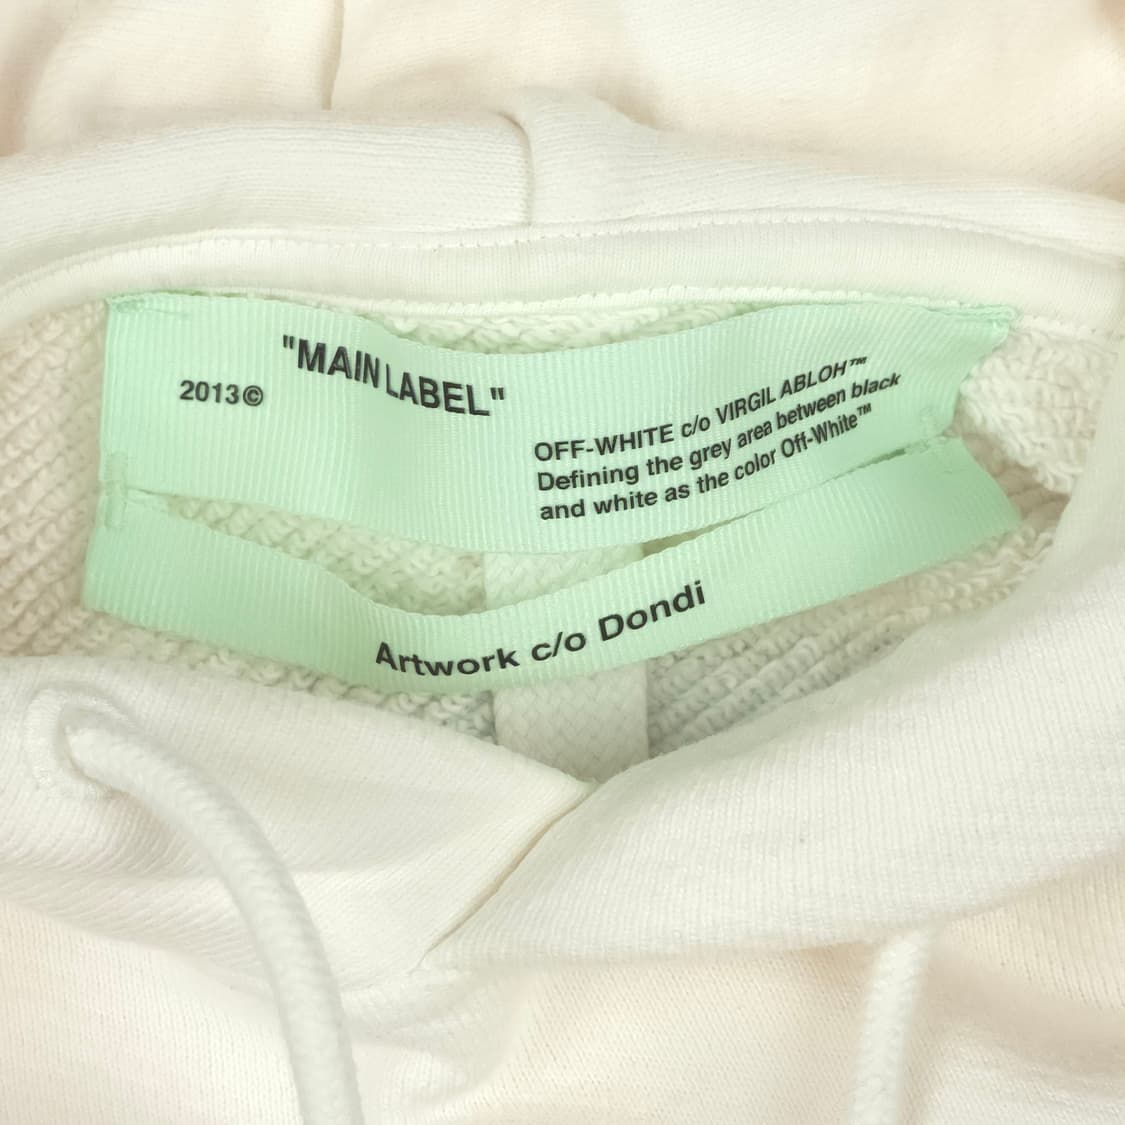 "MAIN LABEL"
2013©
OFF-WHITE c/o VIRGIL ABLOH™
Defining the grey area between black
and white as the color Off-White™
Artwork c/o Dondi